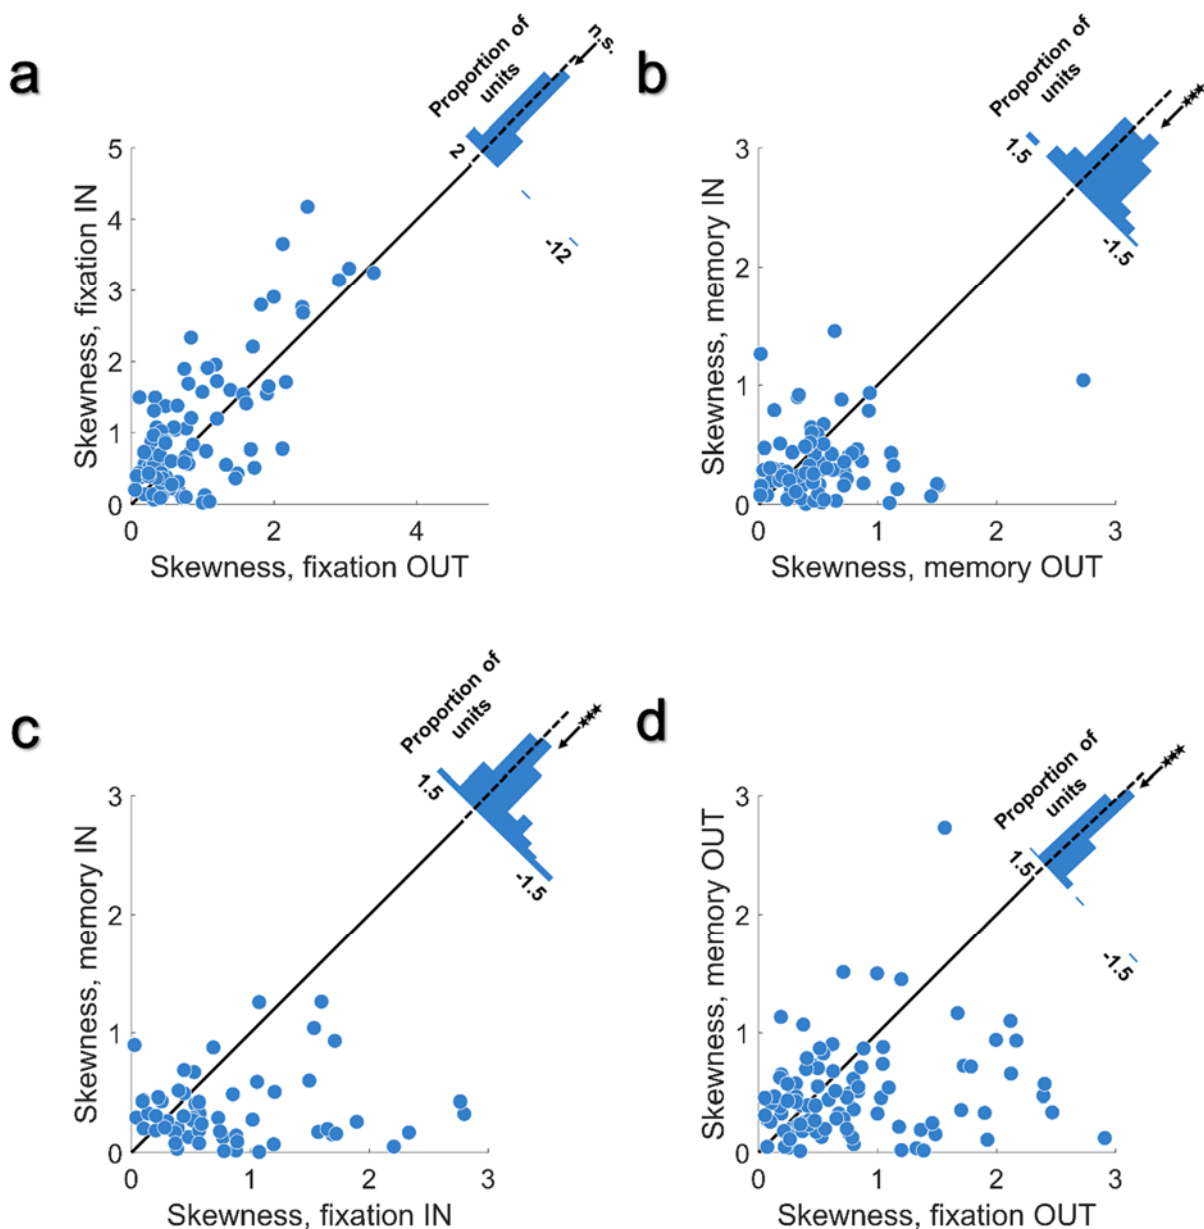 a
Proportion of
units
n.s.
2
-12
5
4
3
2
1
0
0
2
4
Skewness, fixation IN
Skewness, fixation OUT
b
Proportion of
units
★★★
1.5
-1.5
3
2
1
0
0
1
2
3
Skewness, memory IN
Skewness, memory OUT
c
Proportion of
units
★★★
1.5
-1.5
3
2
1
0
0
1
2
3
Skewness, memory IN
Skewness, fixation IN
d
Proportion of
units
★★★
1.5
-1.5
3
2
1
0
0
1
2
3
Skewness, memory OUT
Skewness, fixation OUT